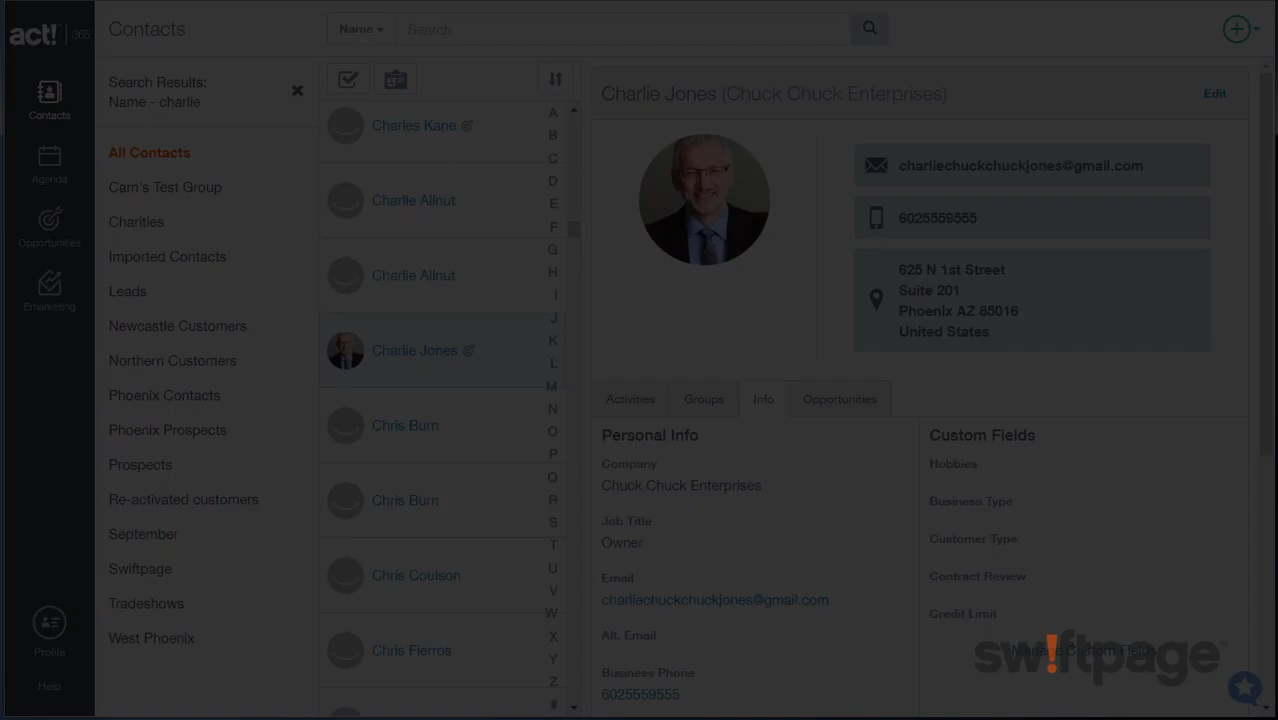 act! 365
Contacts
Agenda
Opportunities
Emarketing
Profile
Help
Contacts
Search Results:
Name - charlie
All Contacts
Cam's Test Group
Charities
Imported Contacts
Leads
Newcastle Customers
Northern Customers
Phoenix Contacts
Phoenix Prospects
Prospects
Re-activated customers
September
Swiftpage
Tradeshows
West Phoenix
Name
Search
Charles Kane
Charlie Allnut
Charlie Allnut
Charlie Jones
Chris Burn
Chris Burn
Chris Coulson
Chris Fierros
A
B
C
D
E
F
G
H
I
J
K
L
M
N
O
P
Q
R
S
T
U
V
W
X
Y
Z
#
Charlie Jones (Chuck Chuck Enterprises)
Edit
charliechuckchuckjones@gmail.com
6025559555
625 N 1st Street
Suite 201
Phoenix AZ 85016
United States
Activities
Groups
Info
Opportunities
Personal Info
Company
Chuck Chuck Enterprises
Job Title
Owner
Email
charliechuckchuckjones@gmail.com
Alt. Email
Business Phone
6025559555
Custom Fields
Hobbies
Business Type
Customer Type
Contract Review
Credit Limit
Manage Custom Fields
sw!ftpage™